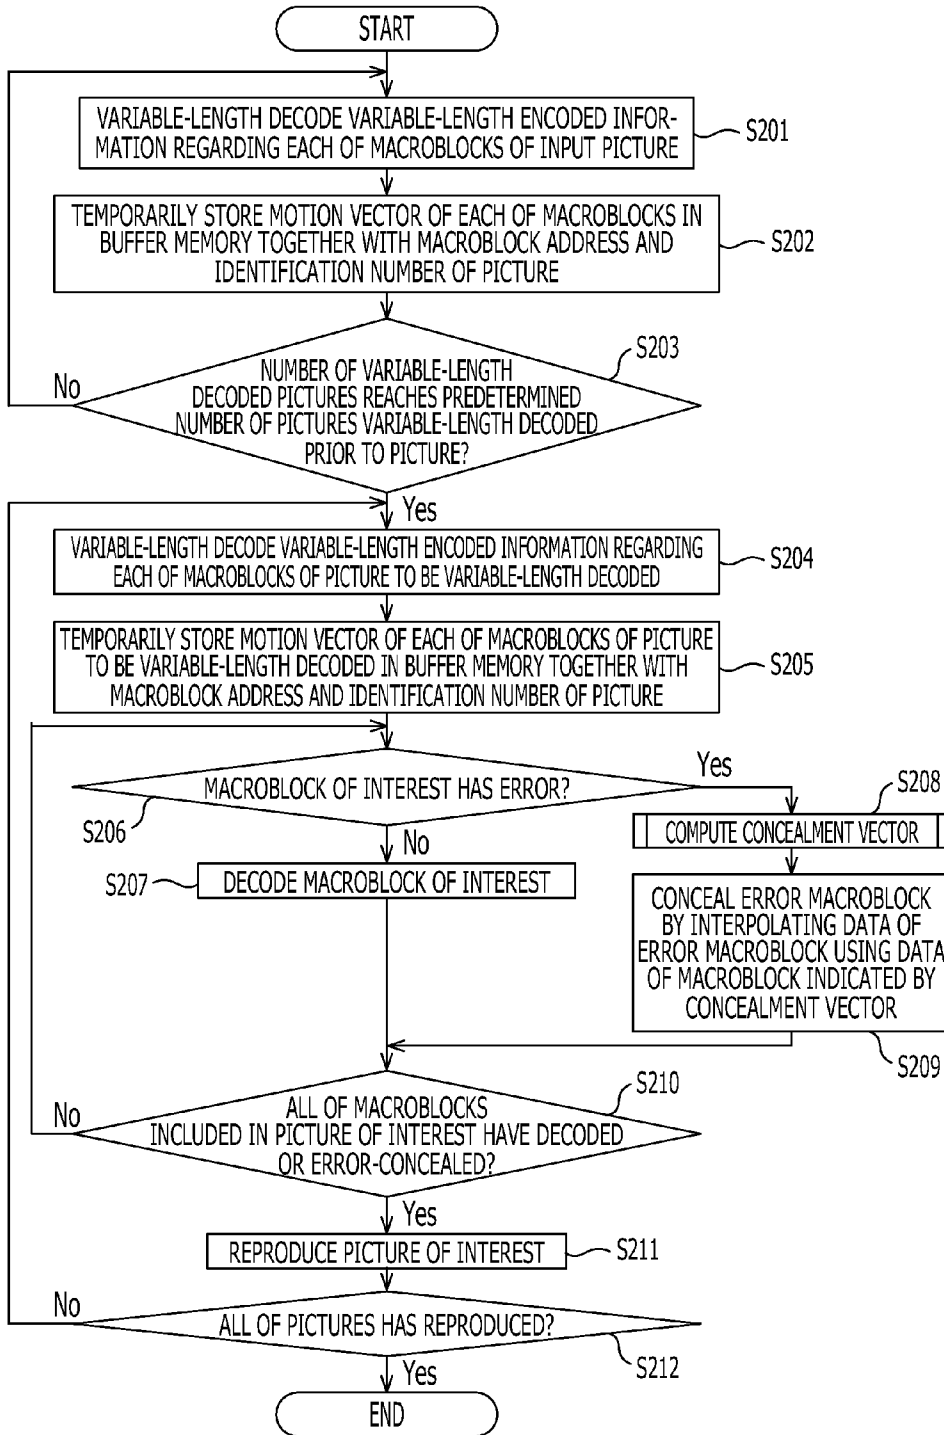 START
VARIABLE-LENGTH DECODE VARIABLE-LENGTH ENCODED INFOR-
MATION REGARDING EACH OF MACROBLOCKS OF INPUT PICTURE
S201
TEMPORARILY STORE MOTION VECTOR OF EACH OF MACROBLOCKS IN
BUFFER MEMORY TOGETHER WITH MACROBLOCK ADDRESS AND
IDENTIFICATION NUMBER OF PICTURE
S202
S203
NUMBER OF VARIABLE-LENGTH
DECODED PICTURES REACHES PREDETERMINED
NUMBER OF PICTURES VARIABLE-LENGTH DECODED
PRIOR TO PICTURE?
No
Yes
VARIABLE-LENGTH DECODE VARIABLE-LENGTH ENCODED INFORMATION REGARDING
EACH OF MACROBLOCKS OF PICTURE TO BE VARIABLE-LENGTH DECODED
S204
TEMPORARILY STORE MOTION VECTOR OF EACH OF MACROBLOCKS OF PICTURE
TO BE VARIABLE-LENGTH DECODED IN BUFFER MEMORY TOGETHER WITH
MACROBLOCK ADDRESS AND IDENTIFICATION NUMBER OF PICTURE
S205
MACROBLOCK OF INTEREST HAS ERROR?
Yes
S206
No
S208
COMPUTE CONCEALMENT VECTOR
S207
DECODE MACROBLOCK OF INTEREST
CONCEAL ERROR MACROBLOCK
BY INTERPOLATING DATA OF
ERROR MACROBLOCK USING DATA
OF MACROBLOCK INDICATED BY
CONCEALMENT VECTOR
S209
S210
ALL OF MACROBLOCKS
INCLUDED IN PICTURE OF INTEREST HAVE DECODED
OR ERROR-CONCEALED?
No
Yes
REPRODUCE PICTURE OF INTEREST
S211
No
ALL OF PICTURES HAS REPRODUCED?
S212
Yes
END